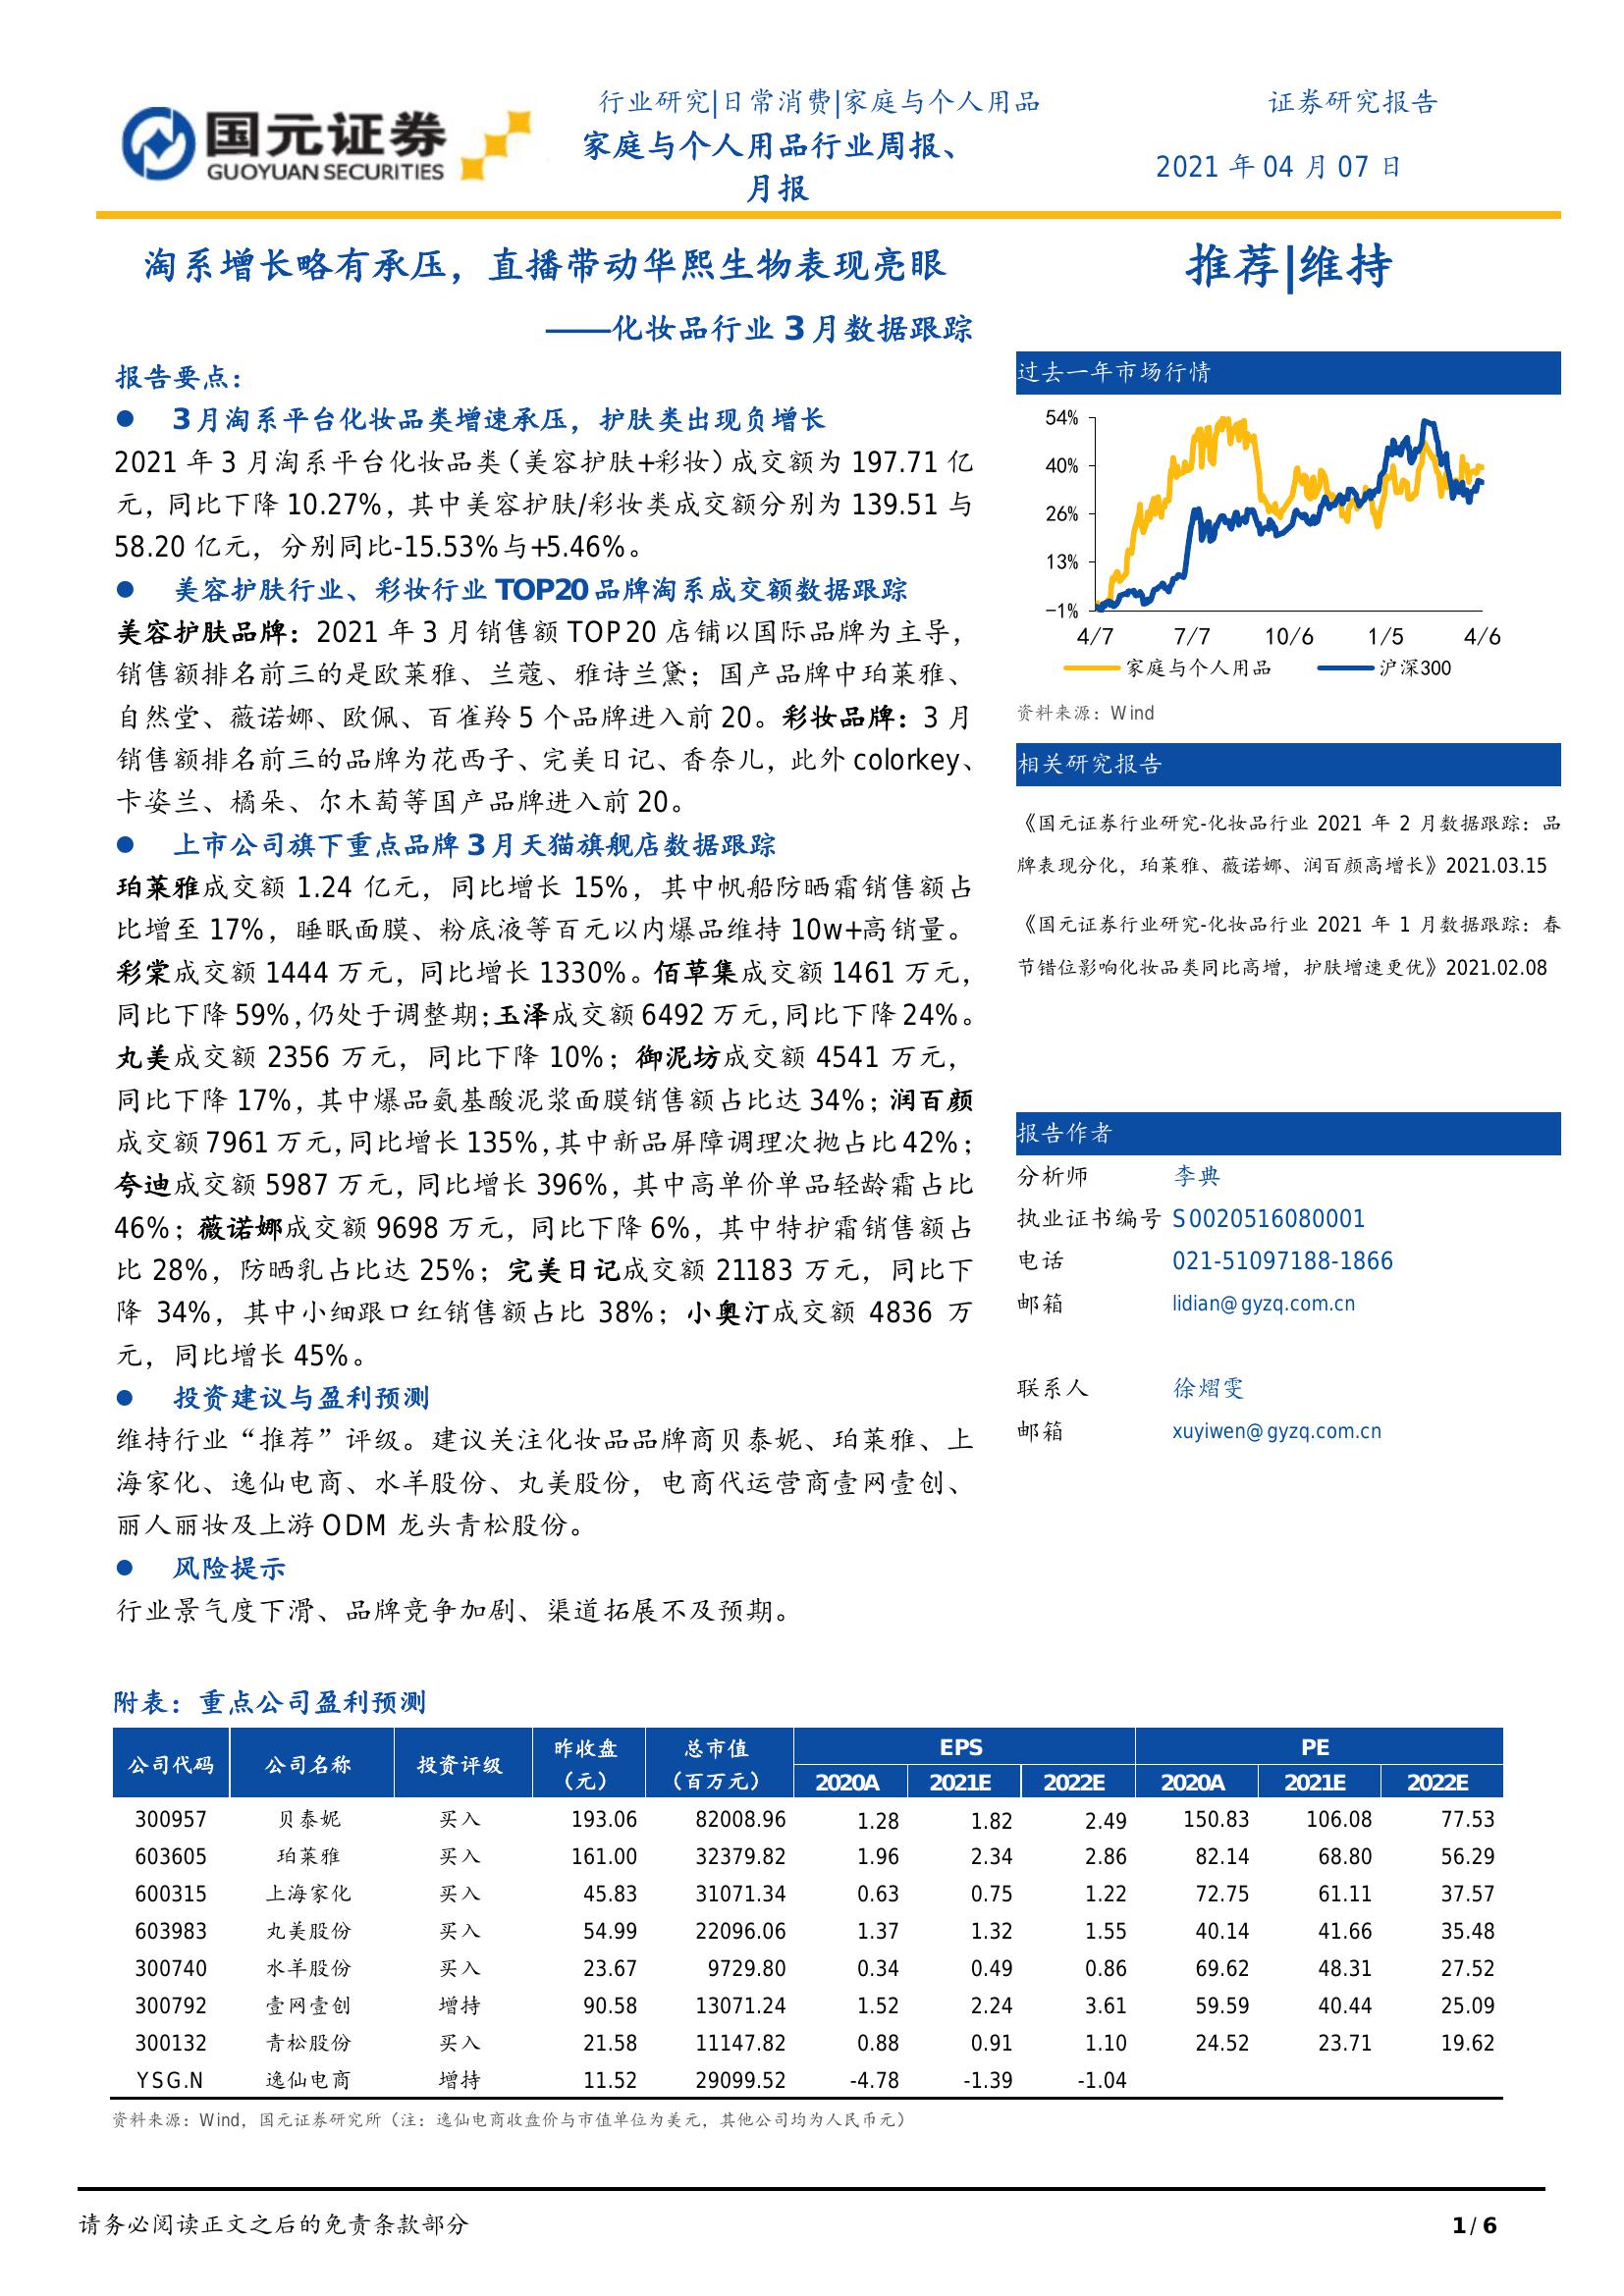 国元证券
GUOYUAN SECURITIES
行业研究|日常消费|家庭与个人用品
证券研究报告
家庭与个人用品行业周报、
月报
2021 年 04 月 07 日
淘系增长略有承压，直播带动华熙生物表现亮眼
——化妆品行业 3 月数据跟踪
报告要点：
● 3 月淘系平台化妆品类增速承压，护肤类出现负增长
2021 年 3 月淘系平台化妆品类（美容护肤+彩妆）成交额为 197.71 亿
元，同比下降 10.27%，其中美容护肤/彩妆类成交额分别为 139.51 与
58.20 亿元，分别同比-15.53%与+5.46%。
● 美容护肤行业、彩妆行业 TOP20 品牌淘系成交额数据跟踪
美容护肤品牌：2021 年 3 月销售额 TOP20 店铺以国际品牌为主导，
销售额排名前三的是欧莱雅、兰蔻、雅诗兰黛；国产品牌中珀莱雅、
自然堂、薇诺娜、欧佩、百雀羚 5 个品牌进入前 20。彩妆品牌：3 月
销售额排名前三的品牌为花西子、完美日记、香奈儿，此外 colorkey、
卡姿兰、橘朵、尔木萄等国产品牌进入前 20。
● 上市公司旗下重点品牌 3 月天猫旗舰店数据跟踪
珀莱雅成交额 1.24 亿元，同比增长 15%，其中帆船防晒霜销售额占
比增至 17%，睡眠面膜、粉底液等百元以内爆品维持 10w+高销量。
彩棠成交额 1444 万元，同比增长 1330%。佰草集成交额 1461 万元，
同比下降 59%，仍处于调整期；玉泽成交额 6492 万元，同比下降 24%。
丸美成交额 2356 万元，同比下降 10%；御泥坊成交额 4541 万元，
同比下降 17%，其中爆品氨基酸泥浆面膜销售额占比达 34%；润百颜
成交额 7961 万元，同比增长 135%，其中新品屏障调理次抛占比 42%；
夸迪成交额 5987 万元，同比增长 396%，其中高单价单品轻龄霜占比
46%；薇诺娜成交额 9698 万元，同比下降 6%，其中特护霜销售额占
比 28%，防晒乳占比达 25%；完美日记成交额 21183 万元，同比下
降 34%，其中小细跟口红销售额占比 38%；小奥汀成交额 4836 万
元，同比增长 45%。
● 投资建议与盈利预测
维持行业“推荐”评级。建议关注化妆品品牌商贝泰妮、珀莱雅、上
海家化、逸仙电商、水羊股份、丸美股份，电商代运营商壹网壹创、
丽人丽妆及上游 ODM 龙头青松股份。
● 风险提示
行业景气度下滑、品牌竞争加剧、渠道拓展不及预期。
推荐|维持
过去一年市场行情
54%
40%
26%
13%
-1%
4/7 7/7 10/6 1/5 4/6
家庭与个人用品 沪深300
资料来源：Wind
相关研究报告
《国元证券行业研究-化妆品行业 2021 年 2 月数据跟踪：品
牌表现分化，珀莱雅、薇诺娜、润百颜高增长》2021.03.15
《国元证券行业研究-化妆品行业 2021 年 1 月数据跟踪：春
节错位影响化妆品类同比高增，护肤增速更优》2021.02.08
报告作者
分析师 李典
执业证书编号 S0020516080001
电话 021-51097188-1866
邮箱 lidian@gyzq.com.cn
联系人 徐熠雯
邮箱 xuyiwen@gyzq.com.cn
附表：重点公司盈利预测
公司代码 公司名称 投资评级 昨收盘（元） 总市值（百万元） EPS PE
2020A 2021E 2022E 2020A 2021E 2022E
300957 贝泰妮 买入 193.06 82008.96 1.28 1.82 2.49 150.83 106.08 77.53
603605 珀莱雅 买入 161.00 32379.82 1.96 2.34 2.86 82.14 68.80 56.29
600315 上海家化 买入 45.83 31071.34 0.63 0.75 1.22 72.75 61.11 37.57
603983 丸美股份 买入 54.99 22096.06 1.37 1.32 1.55 40.14 41.66 35.48
300740 水羊股份 买入 23.67 9729.80 0.34 0.49 0.86 69.62 48.31 27.52
300792 壹网壹创 增持 90.58 13071.24 1.52 2.24 3.61 59.59 40.44 25.09
300132 青松股份 买入 21.58 11147.82 0.88 0.91 1.10 24.52 23.71 19.62
YSG.N 逸仙电商 增持 11.52 29099.52 -4.78 -1.39 -1.04
资料来源：Wind，国元证券研究所（注：逸仙电商收盘价与市值单位为美元，其他公司均为人民币元）
请务必阅读正文之后的免责条款部分
1 / 6